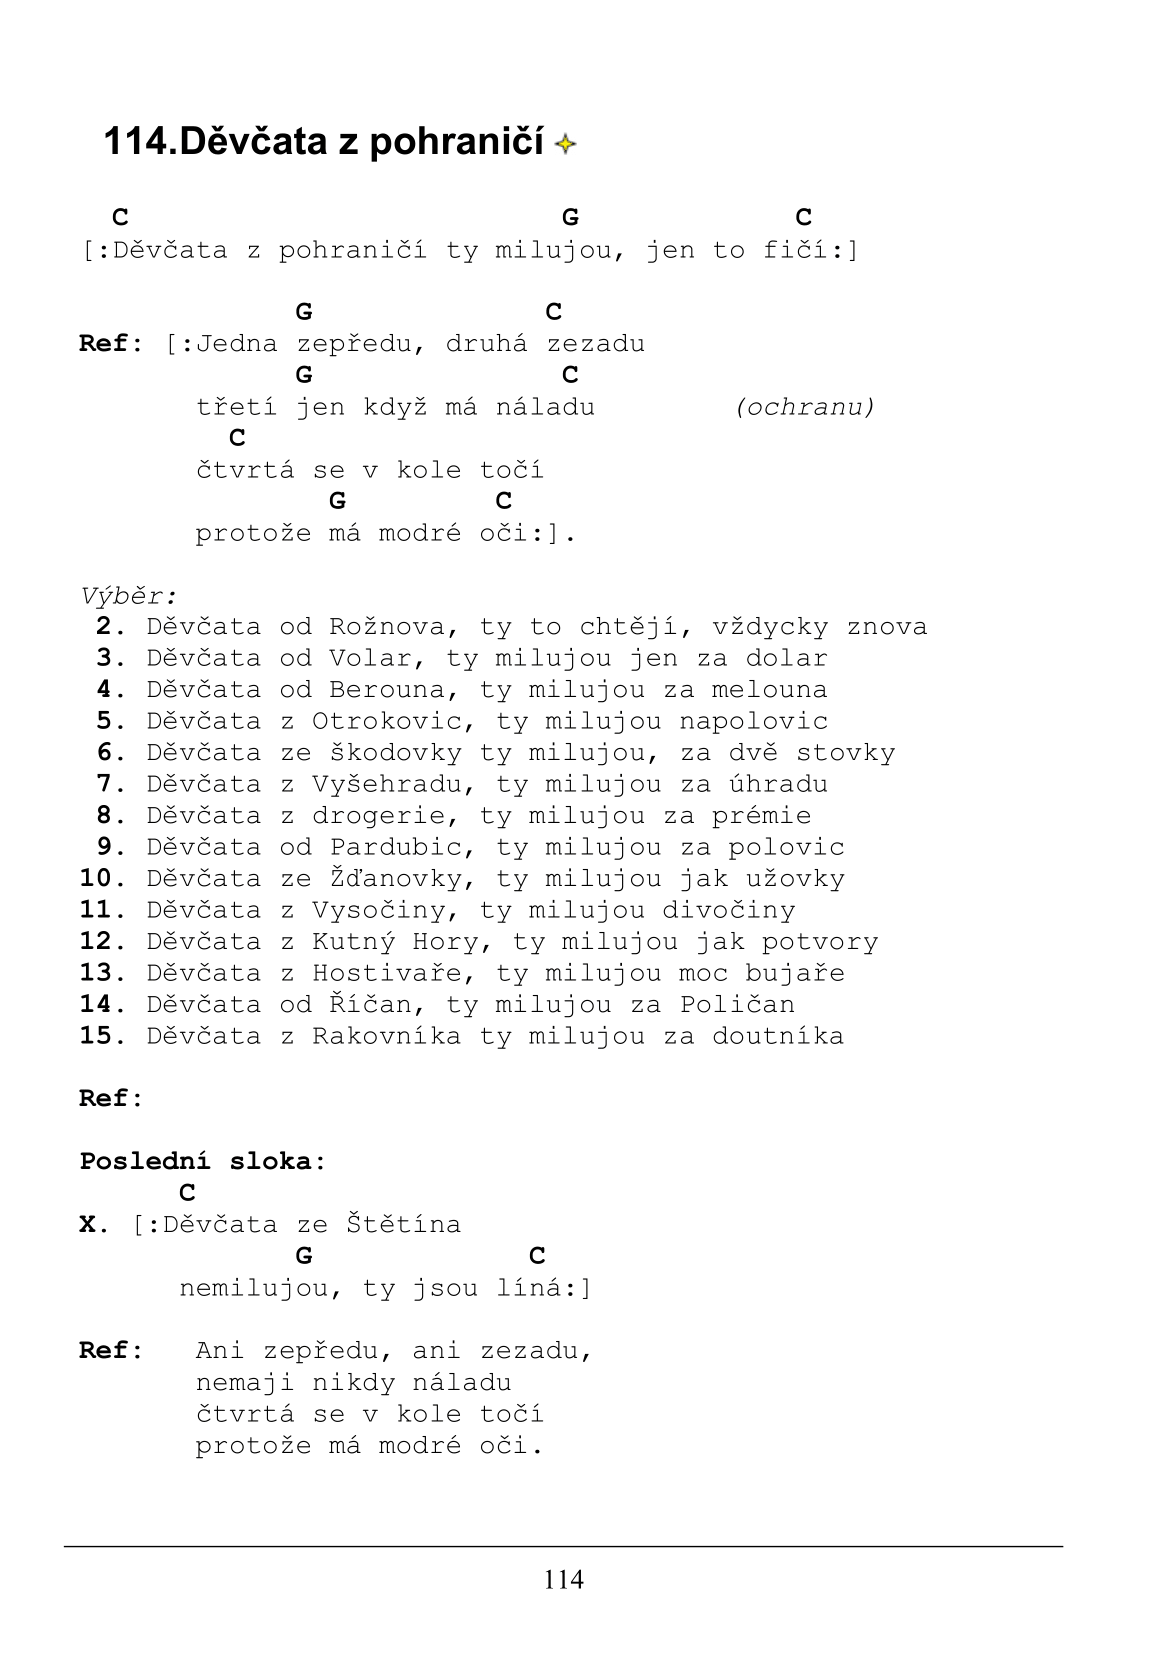 114.Děvčata z pohraničí
C G C
[:Děvčata z pohraničí ty milujou, jen to fičí:]
G C
Ref: [:Jedna zepředu, druhá zezadu
G C
třetí jen když má náladu (ochranu)
C
čtvrtá se v kole točí
G C
protože má modré oči:].
Výběr:
2. Děvčata od Rožnova, ty to chtějí, vždycky znova
3. Děvčata od Volar, ty milujou jen za dolar
4. Děvčata od Berouna, ty milujou za melouna
5. Děvčata z Otrokovic, ty milujou napolovic
6. Děvčata ze škodovky ty milujou, za dvě stovky
7. Děvčata z Vyšehradu, ty milujou za úhradu
8. Děvčata z drogerie, ty milujou za prémie
9. Děvčata od Pardubic, ty milujou za polovic
10. Děvčata ze Žďanovky, ty milujou jak užovky
11. Děvčata z Vysočiny, ty milujou divočiny
12. Děvčata z Kutný Hory, ty milujou jak potvory
13. Děvčata z Hostivaře, ty milujou moc bujaře
14. Děvčata od Říčan, ty milujou za Poličan
15. Děvčata z Rakovníka ty milujou za doutníka
Ref:
Poslední sloka:
C
X. [:Děvčata ze Štětína
G C
nemilujou, ty jsou líná:]
Ref: Ani zepředu, ani zezadu,
nemaji nikdy náladu
čtvrtá se v kole točí
protože má modré oči.
114